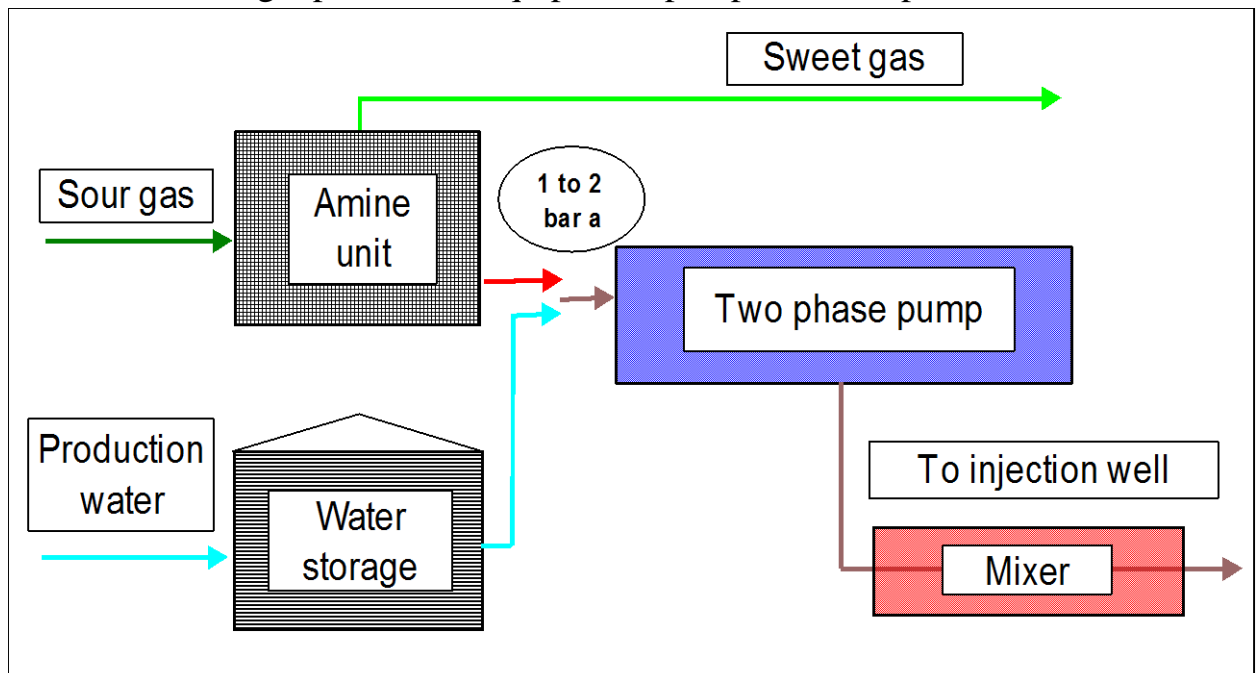 Sweet gas
Sour gas
Amine
unit
1 to 2
bar a
Two phase pump
Production
water
Water
storage
To injection well
Mixer